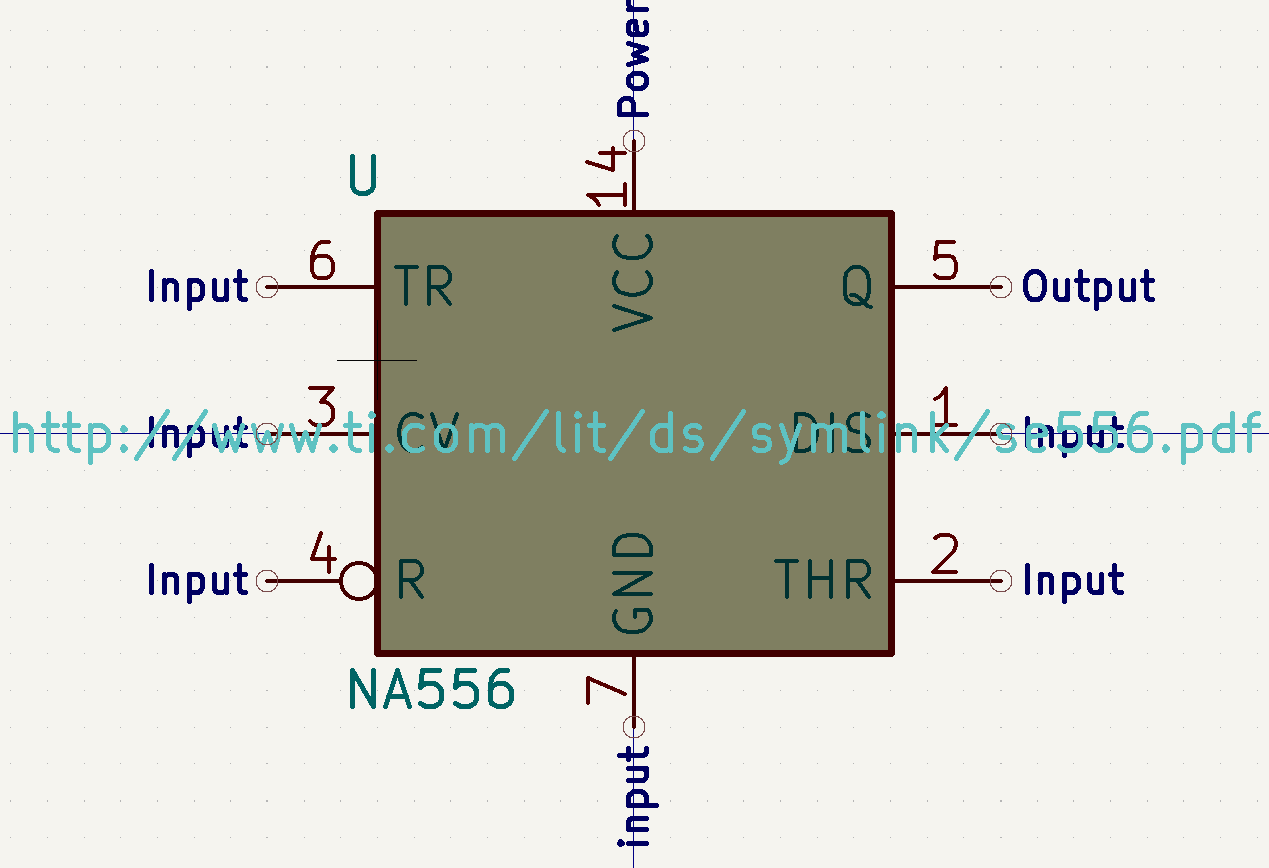 Power
14
U
VCC
Input 6 TR Q 5 Output
Input 3 CV DIS 1 Input
http://www.ti.com/lit/ds/symlink/se556.pdf
Input 4 R GND THR 2 Input
NA556
7
input